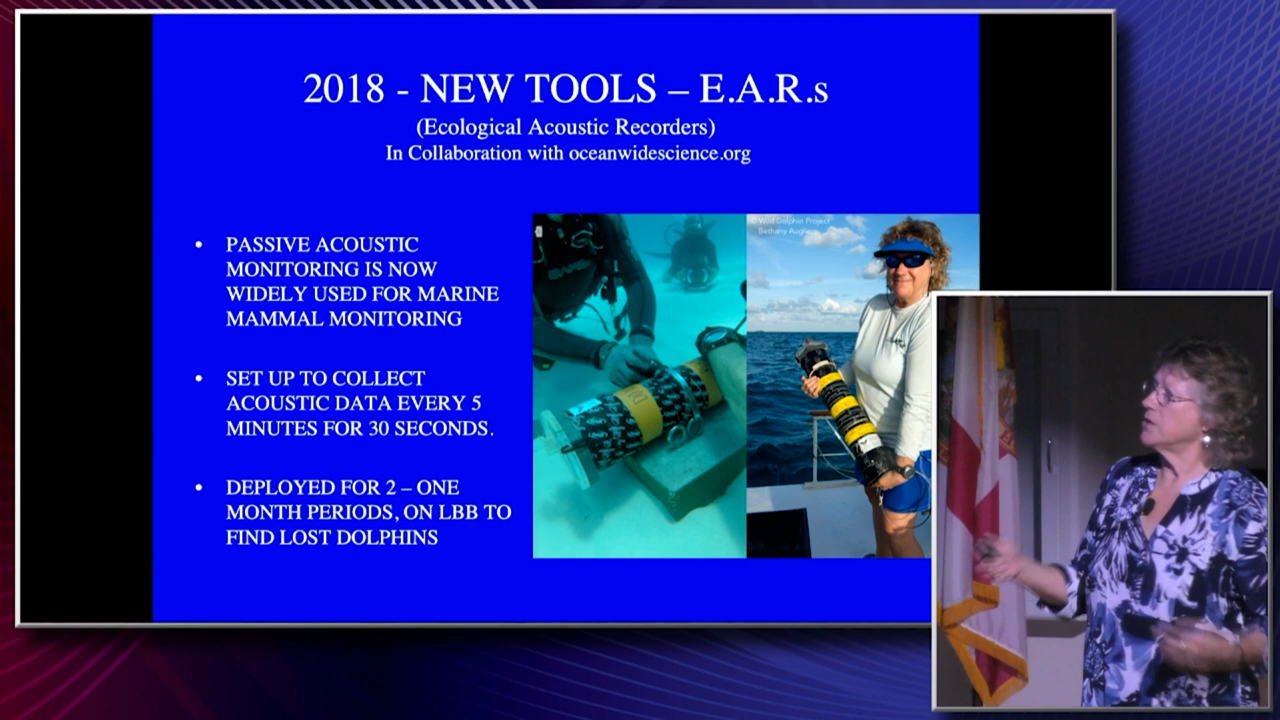 2018 - NEW TOOLS – E.A.R.s
(Ecological Acoustic Recorders)
In Collaboration with oceanwidescience.org
• PASSIVE ACOUSTIC
MONITORING IS NOW
WIDELY USED FOR MARINE
MAMMAL MONITORING
• SET UP TO COLLECT
ACOUSTIC DATA EVERY 5
MINUTES FOR 30 SECONDS.
• DEPLOYED FOR 2 – ONE
MONTH PERIODS, ON LBB TO
FIND LOST DOLPHINS
© Wild Dolphin Project
Bethany